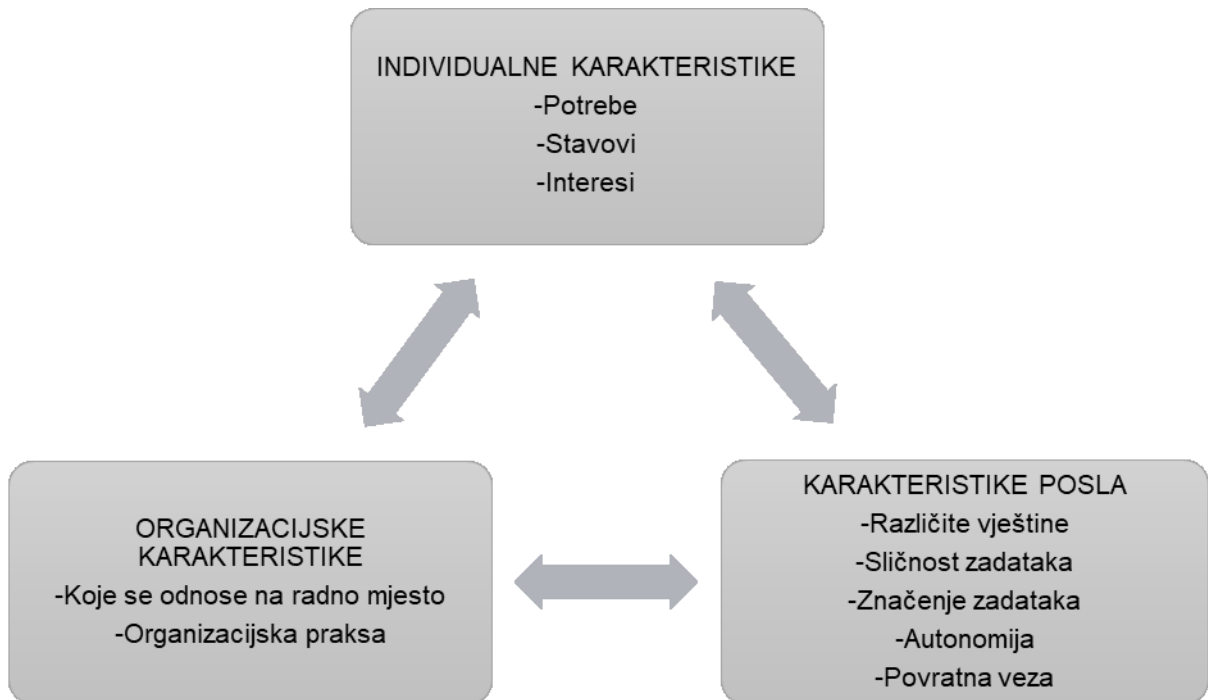 INDIVIDUALNE KARAKTERISTIKE
-Potrebe
-Stavovi
-Interesi
ORGANIZACIJSKE
KARAKTERISTIKE
-Koje se odnose na radno mjesto
-Organizacijska praksa
KARAKTERISTIKE POSLA
-Različite vještine
-Sličnost zadataka
-Značenje zadataka
-Autonomija
-Povratna veza